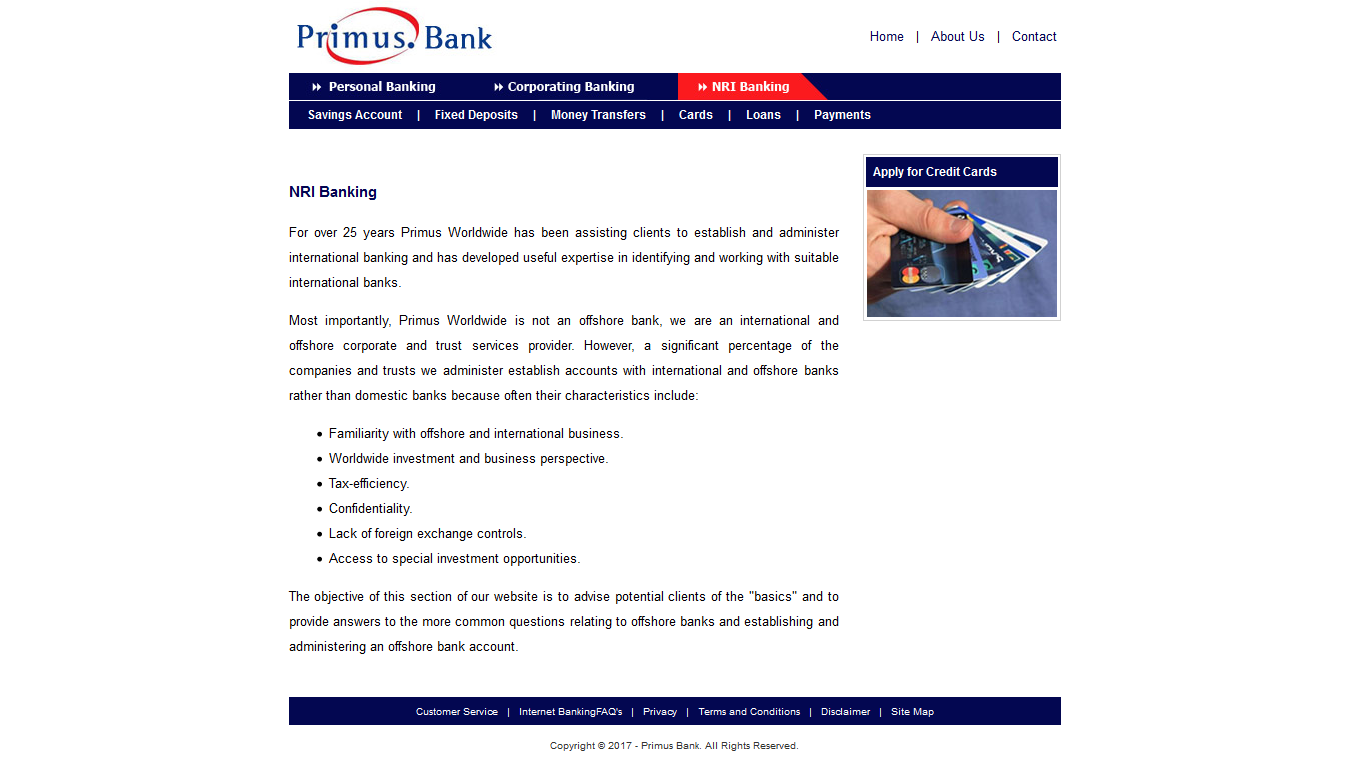 Primus. Bank
Home | About Us | Contact
Personal Banking Corporating Banking NRI Banking
Savings Account | Fixed Deposits | Money Transfers | Cards | Loans | Payments
Apply for Credit Cards
NRI Banking
For over 25 years Primus Worldwide has been assisting clients to establish and administer
international banking and has developed useful expertise in identifying and working with suitable
international banks.
Most importantly, Primus Worldwide is not an offshore bank, we are an international and
offshore corporate and trust services provider. However, a significant percentage of the
companies and trusts we administer establish accounts with international and offshore banks
rather than domestic banks because often their characteristics include:
• Familiarity with offshore and international business.
• Worldwide investment and business perspective.
• Tax-efficiency.
• Confidentiality.
• Lack of foreign exchange controls.
• Access to special investment opportunities.
The objective of this section of our website is to advise potential clients of the "basics" and to
provide answers to the more common questions relating to offshore banks and establishing and
administering an offshore bank account.
Customer Service | Internet BankingFAQ's | Privacy | Terms and Conditions | Disclaimer | Site Map
Copyright © 2017 - Primus Bank. All Rights Reserved.